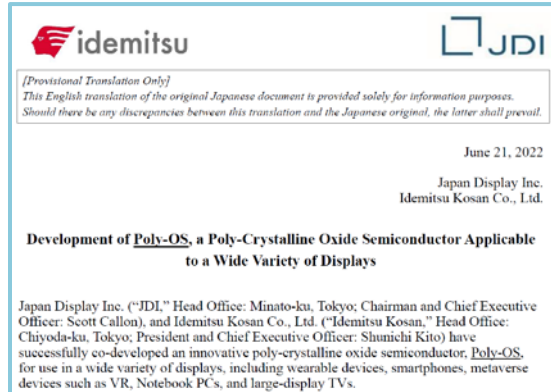 idemitsu
JDI
[Provisional Translation Only]
This English translation of the original Japanese document is provided solely for information purposes.
Should there be any discrepancies between this translation and the Japanese original, the latter shall prevail.
June 21, 2022
Japan Display Inc.
Idemitsu Kosan Co., Ltd.
Development of Poly-OS, a Poly-Crystalline Oxide Semiconductor Applicable
to a Wide Variety of Displays
Japan Display Inc. (“JDI,” Head Office: Minato-ku, Tokyo; Chairman and Chief Executive
Officer: Scott Callon), and Idemitsu Kosan Co., Ltd. (“Idemitsu Kosan,” Head Office:
Chiyoda-ku, Tokyo; President and Chief Executive Officer: Shunichi Kito) have
successfully co-developed an innovative poly-crystalline oxide semiconductor, Poly-OS,
for use in a wide variety of displays, including wearable devices, smartphones, metaverse
devices such as VR, Notebook PCs, and large-display TVs.